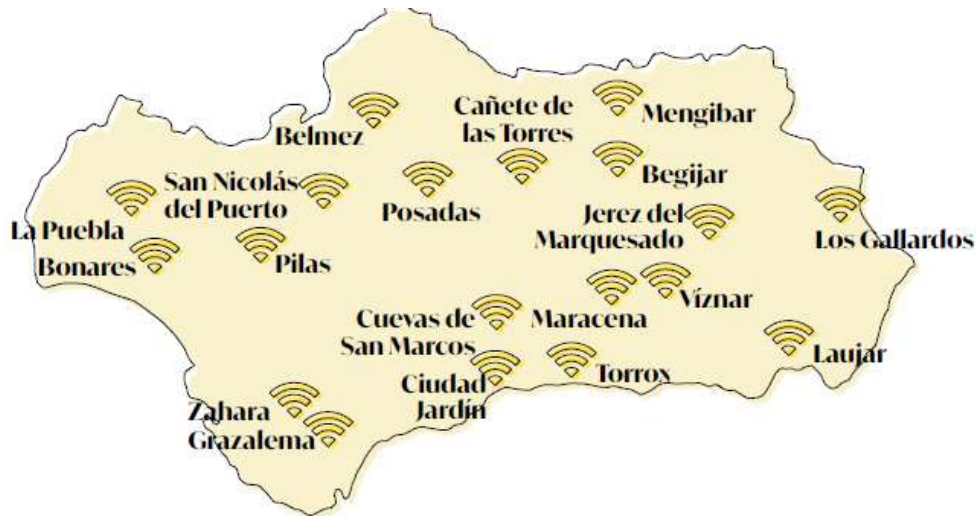 Belmez
Cañete de
las Torres
Mengibar
San Nicolás
del Puerto
Posadas
Begijar
La Puebla
Bonares
Pilas
Jerez del
Marquesado
Los Gallardos
Cuevas de
San Marcos
Maracena
Víznar
Ciudad
Jardín
Torrox
Laujar
Zahara
Grazalema